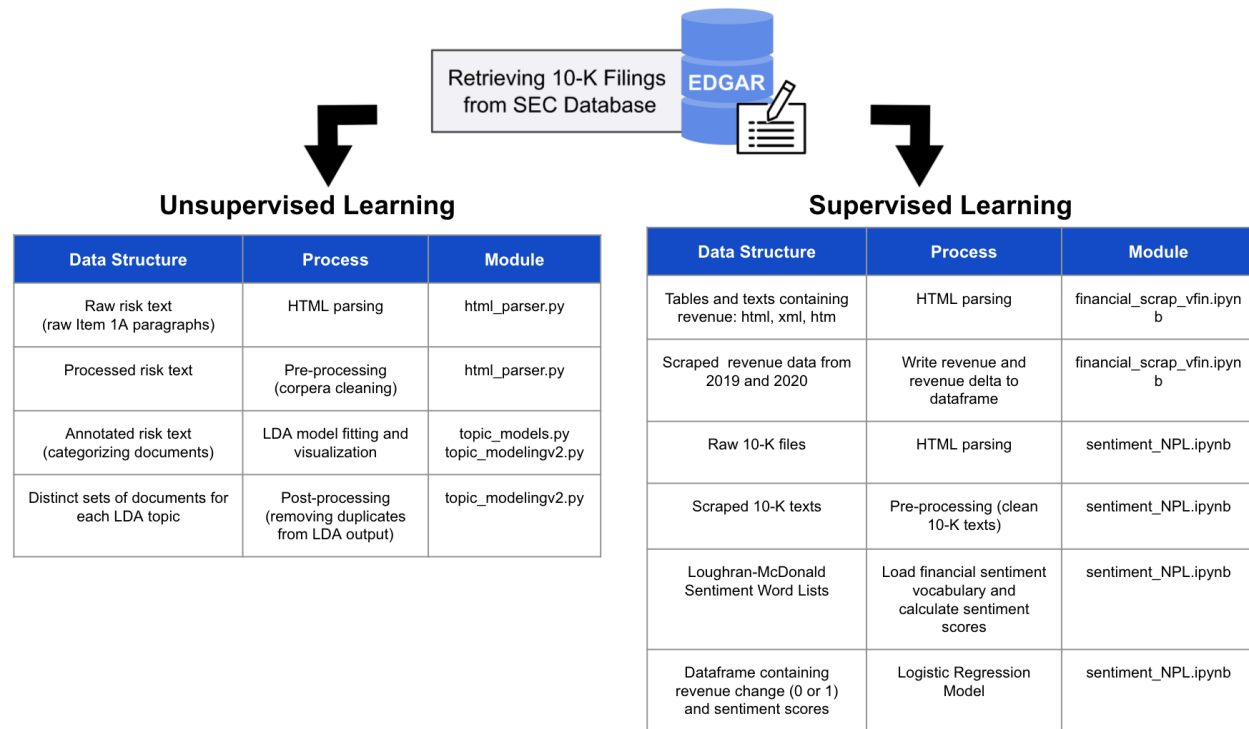 Retrieving 10-K Filings
from SEC Database
EDGAR
Unsupervised Learning
Data Structure
Process
Module
Raw risk text
(raw Item 1A paragraphs)
HTML parsing
html_parser.py
Processed risk text
Pre-processing
(corpera cleaning)
html_parser.py
Annotated risk text
(categorizing documents)
LDA model fitting and
visualization
topic_models.py
topic_modelingv2.py
Distinct sets of documents for
each LDA topic
Post-processing
(removing duplicates
from LDA output)
topic_modelingv2.py
Supervised Learning
Data Structure
Process
Module
Tables and texts containing
revenue: html, xml, htm
HTML parsing
financial_scrap_vfin.ipyn
b
Scraped revenue data from
2019 and 2020
Write revenue and
revenue delta to
dataframe
financial_scrap_vfin.ipyn
b
Raw 10-K files
HTML parsing
sentiment_NPL.ipynb
Scraped 10-K texts
Pre-processing (clean
10-K texts)
sentiment_NPL.ipynb
Loughran-McDonald
Sentiment Word Lists
Load financial sentiment
vocabulary and
calculate sentiment
scores
sentiment_NPL.ipynb
Dataframe containing
revenue change (0 or 1)
and sentiment scores
Logistic Regression
Model
sentiment_NPL.ipynb